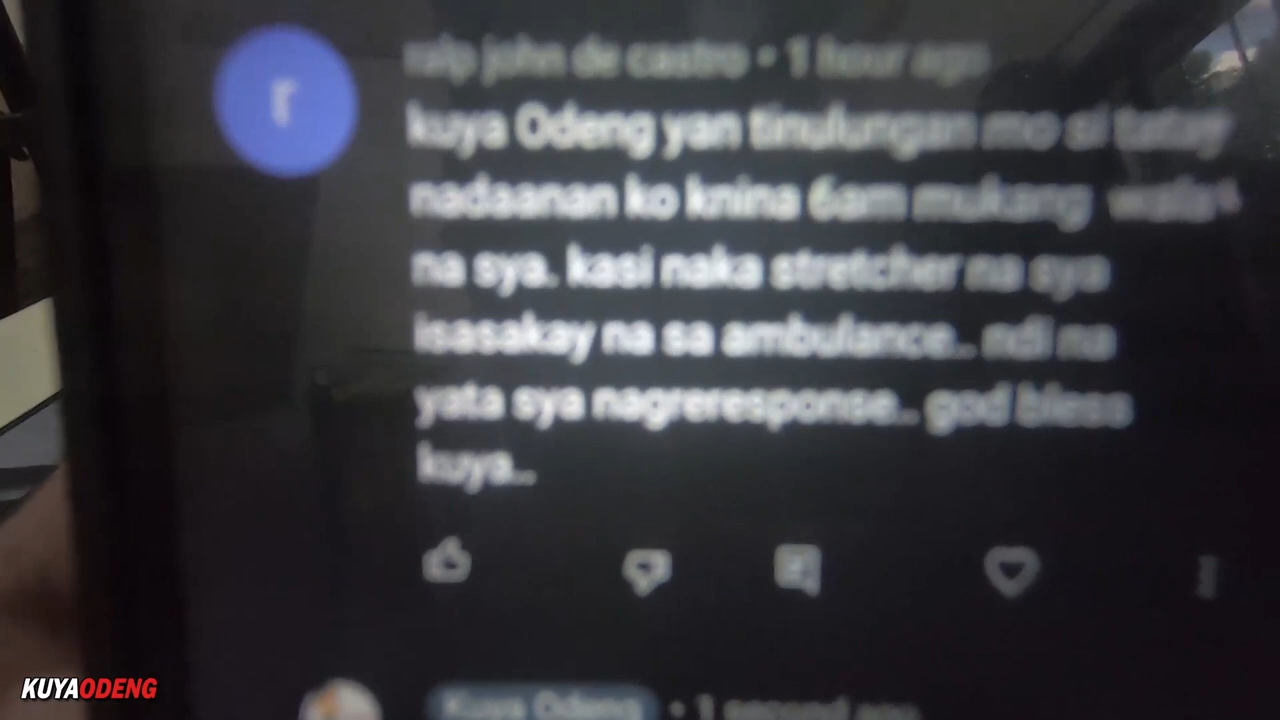 ralp john de castro • 1 hour ago
r
kuya Odeng yan tinulungan mo si tatay
nadaanan ko knina 6am mukang wala
na sya. kasi naka stretcher na sya
isasakay na sa ambulance.. ndi na
yata sya nagreresponse.. god bless
kuya..
Kuya Odeng • 1 second ago
KUYAODENG